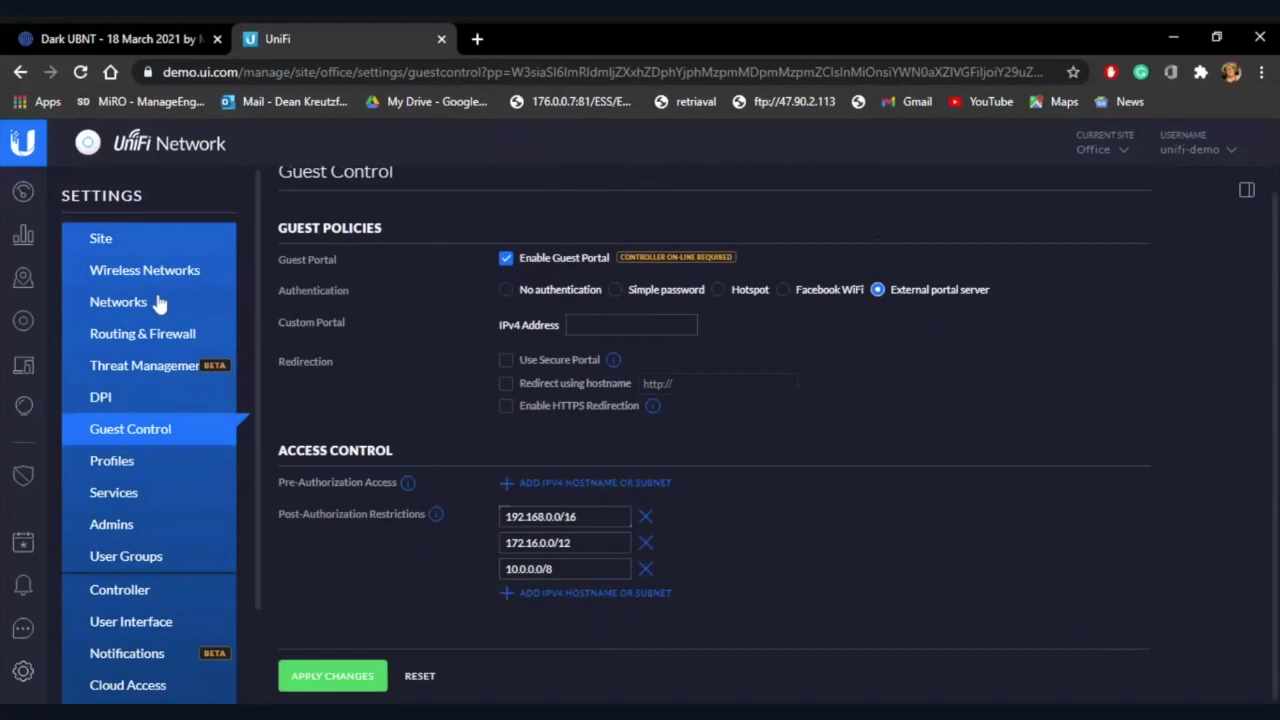 Dark UBNT - 18 March 2021 by
UniFi
demo.ui.com/manage/site/office/settings/guestcontrol?pp=W3siaSI6ImRldmljZXxhZDphYjphMzpmMDpmMzpmZCIsInMiOnsiYWN0aXZlVGFiIjoiY29uZ...
Apps
MiRO - ManageEng...
Mail - Dean Kreutzf...
My Drive - Google...
176.0.0.7:81/ESS/E...
retriaval
ftp://47.90.2.113
Gmail
YouTube
Maps
News
UniFi Network
CURRENT SITE
Office
USERNAME
unifi-demo
SETTINGS
Site
Wireless Networks
Networks
Routing & Firewall
Threat Managemer BETA
DPI
Guest Control
Profiles
Services
Admins
User Groups
Controller
User Interface
Notifications BETA
Cloud Access
Guest Control
GUEST POLICIES
Guest Portal Enable Guest Portal CONTROLLER ON-LINE REQUIRED
Authentication No authentication Simple password Hotspot Facebook WiFi External portal server
Custom Portal IPv4 Address
Redirection Use Secure Portal
Redirect using hostname http://
Enable HTTPS Redirection
ACCESS CONTROL
Pre-Authorization Access ADD IPV4 HOSTNAME OR SUBNET
Post-Authorization Restrictions 192.168.0.0/16
172.16.0.0/12
10.0.0.0/8
ADD IPV4 HOSTNAME OR SUBNET
APPLY CHANGES RESET